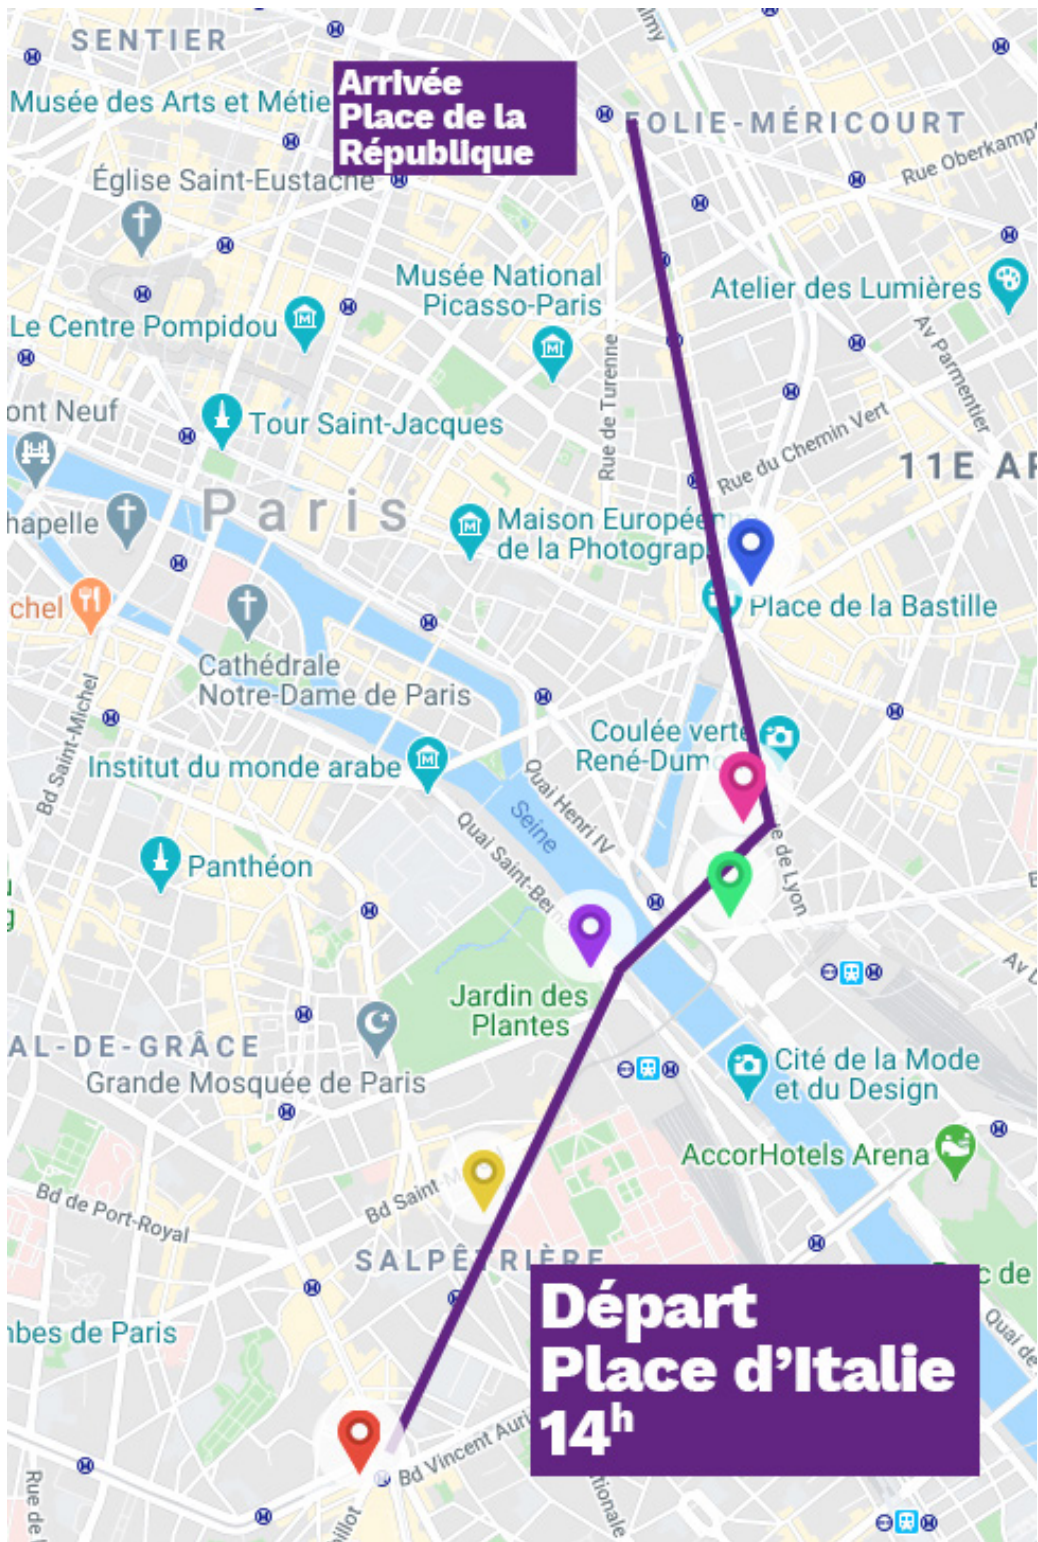 SENTIER
Musée des Arts et Métie
Arrivée
Place de la
République
FOLIE-MÉRICOURT
Rue Oberkampf
Église Saint-Eustache
Musée National
Picasso-Paris
Atelier des Lumières
Le Centre Pompidou
Av Parmentier
Rue de Turenne
ont Neuf
Tour Saint-Jacques
Rue du Chemin Vert
11E AR
Paris
hapelle
Maison Européenne
de la Photograp
chel
Place de la Bastille
Cathédrale
Notre-Dame de Paris
Bd Saint-Michel
Coulée verte
René-Dum
Institut du monde arabe
Quai Henri IV
Seine
Quai Saint-Be
e de Lyon
Panthéon
Jardin des
Plantes
AL-DE-GRÂCE
Grande Mosquée de Paris
Cité de la Mode
et du Design
AccorHotels Arena
Bd de Port-Royal
Bd Saint-M
SALPÊTRIÈRE
c de
Départ
Place d'Italie
14h
mbes de Paris
Quai de
Bd Vincent Auri
Rue de
illot
tionale